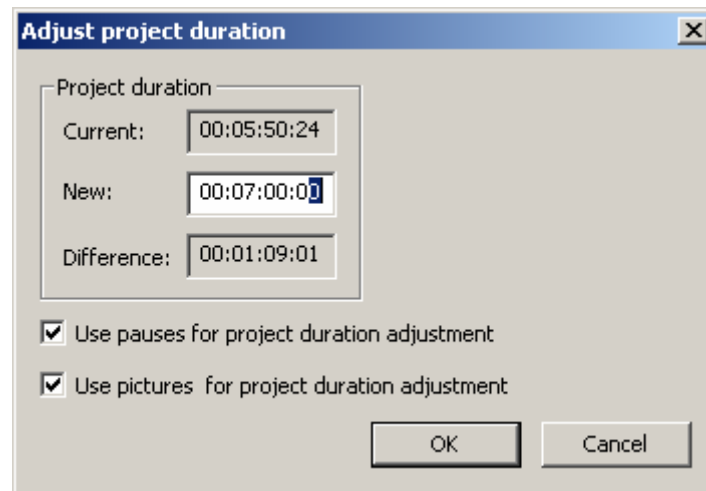 Adjust project duration
Project duration
Current: 00:05:50:24
New: 00:07:00:00
Difference: 00:01:09:01
Use pauses for project duration adjustment
Use pictures  for project duration adjustment
OK Cancel